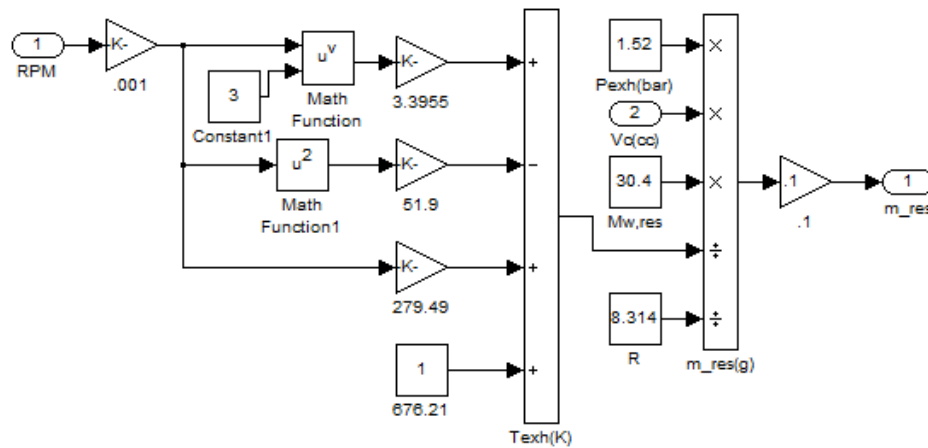 1
RPM
K-
.001
3
Constant1
u^v
Math
Function
K-
3.3955
+
u^2
Math
Function1
K-
51.9
−
K-
279.49
+
1
676.21
+
Texh(K)
1.52
Pexh(bar)
×
2
Vc(cc)
×
30.4
Mw,res
×
÷
8.314
R
÷
m_res(g)
.1
.1
1
m_res